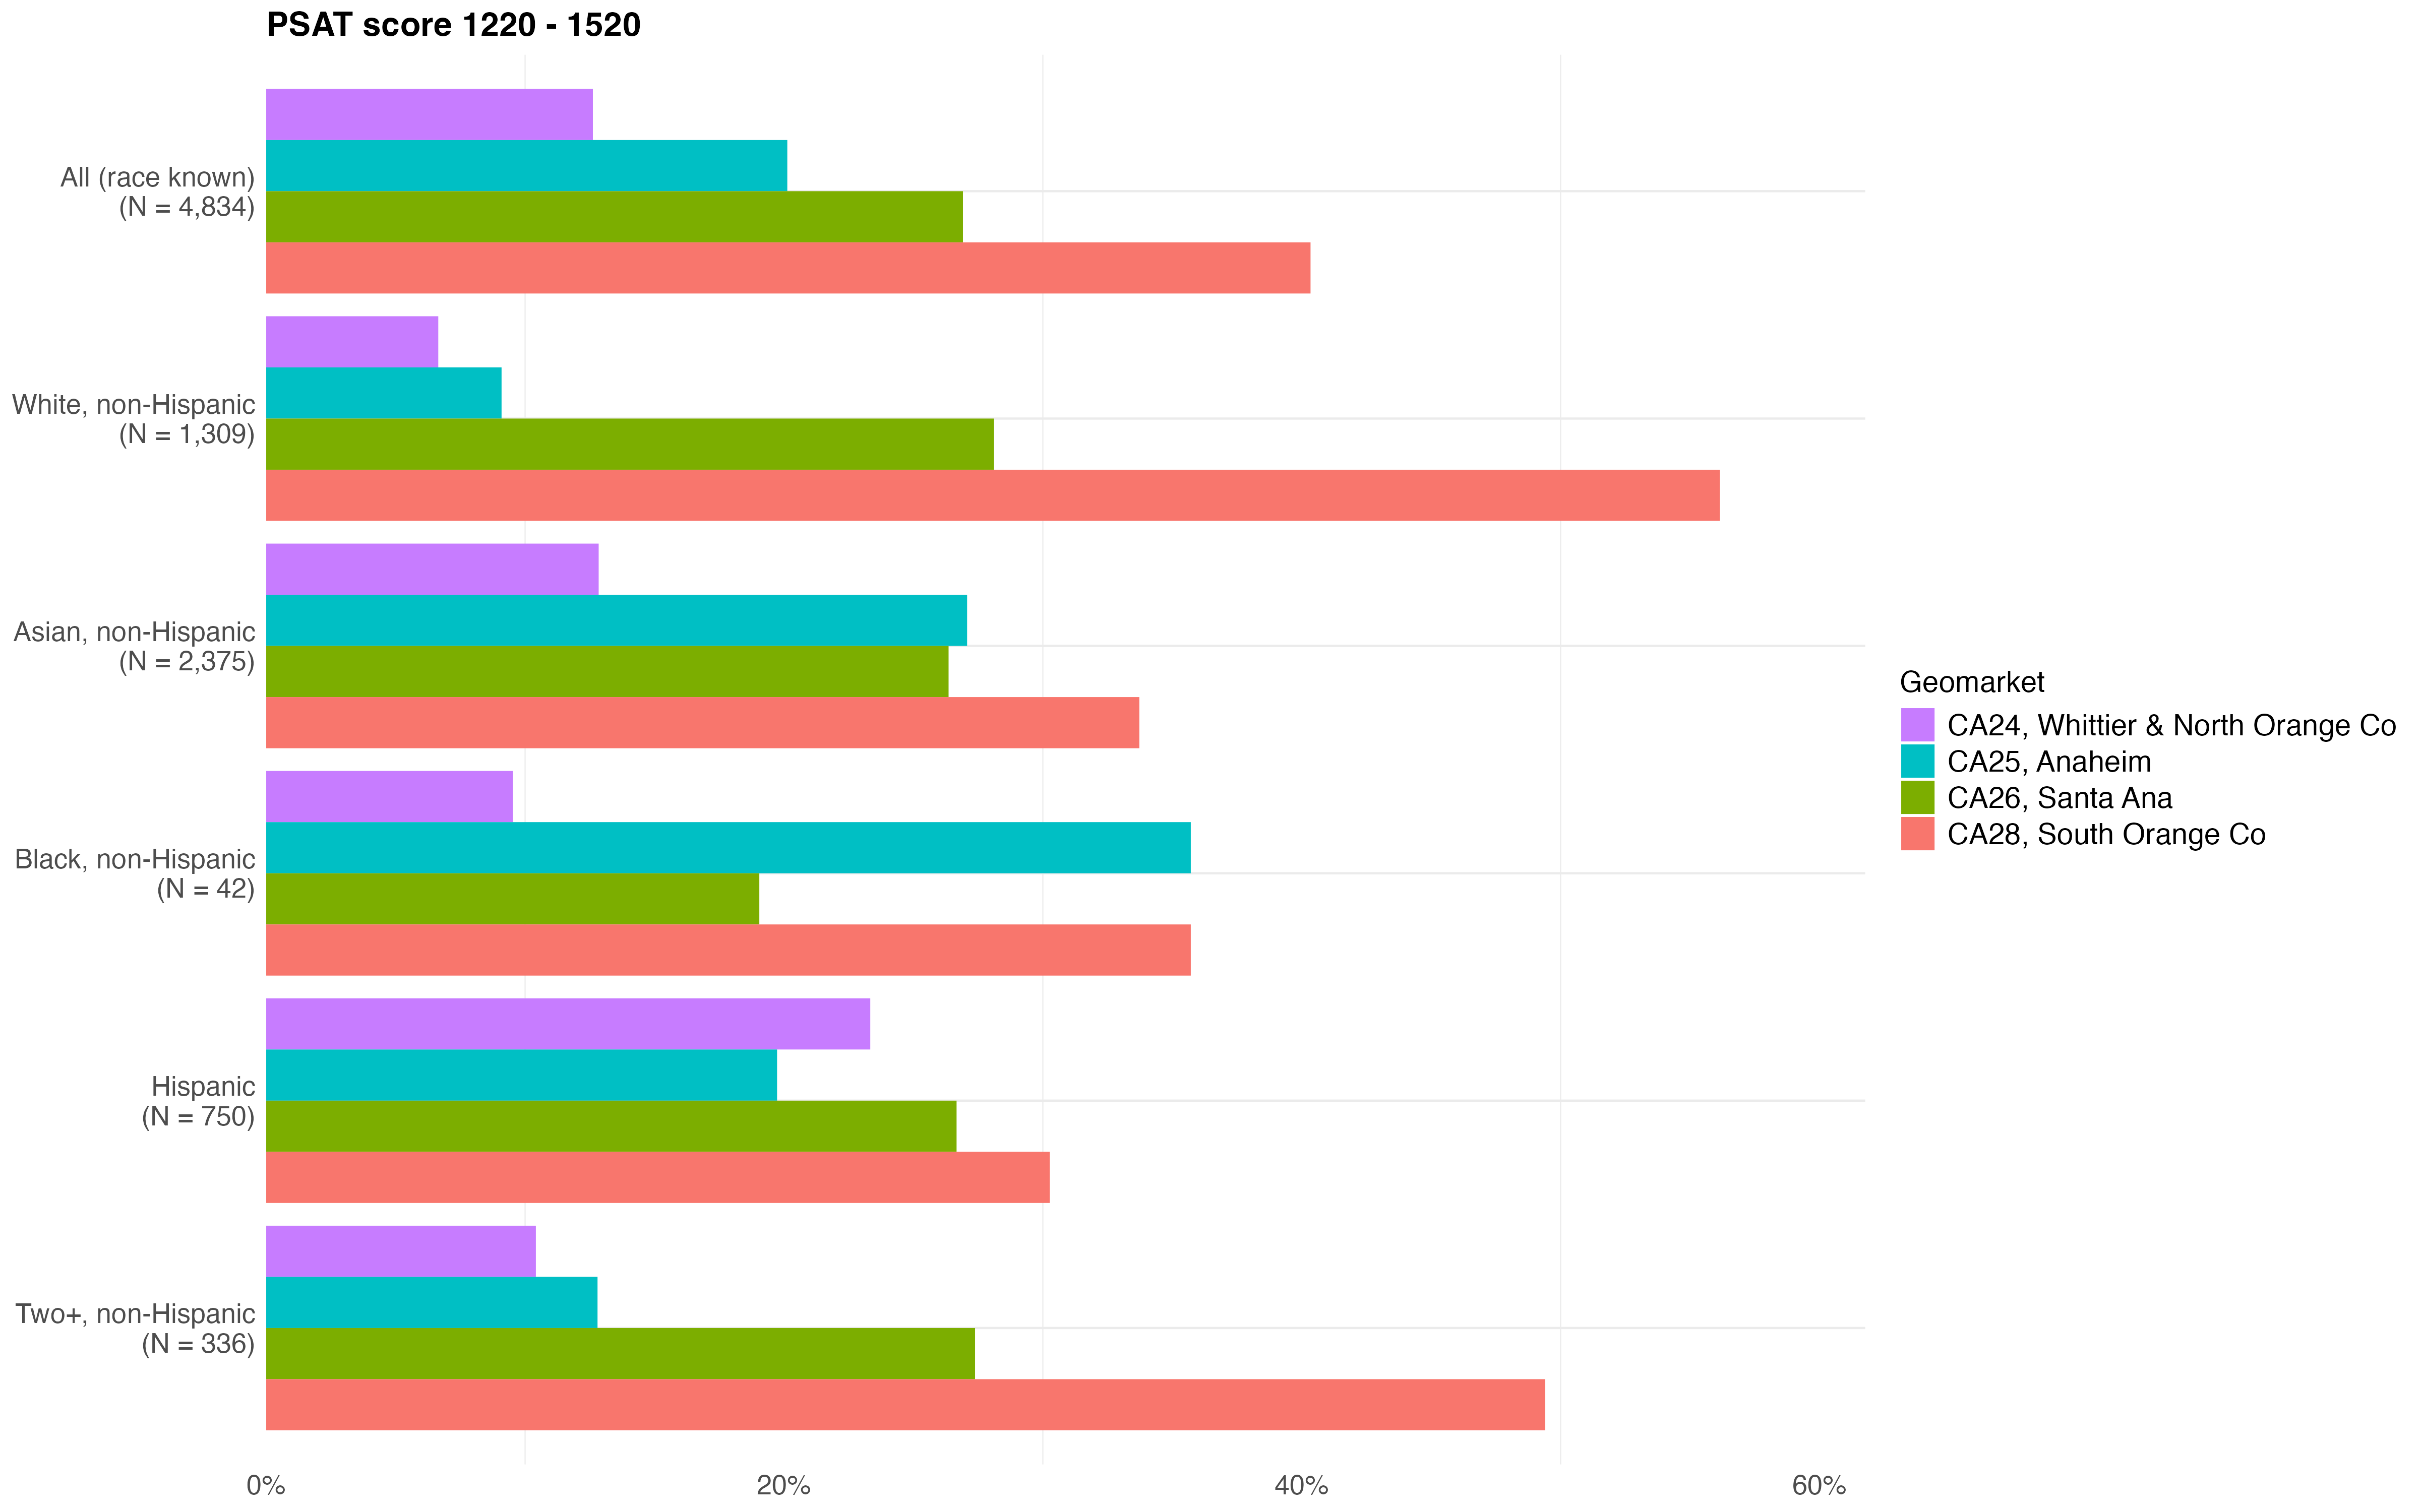 PSAT score 1220 - 1520
All (race known)
(N = 4,834)
White, non-Hispanic
(N = 1,309)
Asian, non-Hispanic
(N = 2,375)
Black, non-Hispanic
(N = 42)
Hispanic
(N = 750)
Two+, non-Hispanic
(N = 336)
0% 20% 40% 60%
Geomarket
CA24, Whittier & North Orange Co
CA25, Anaheim
CA26, Santa Ana
CA28, South Orange Co